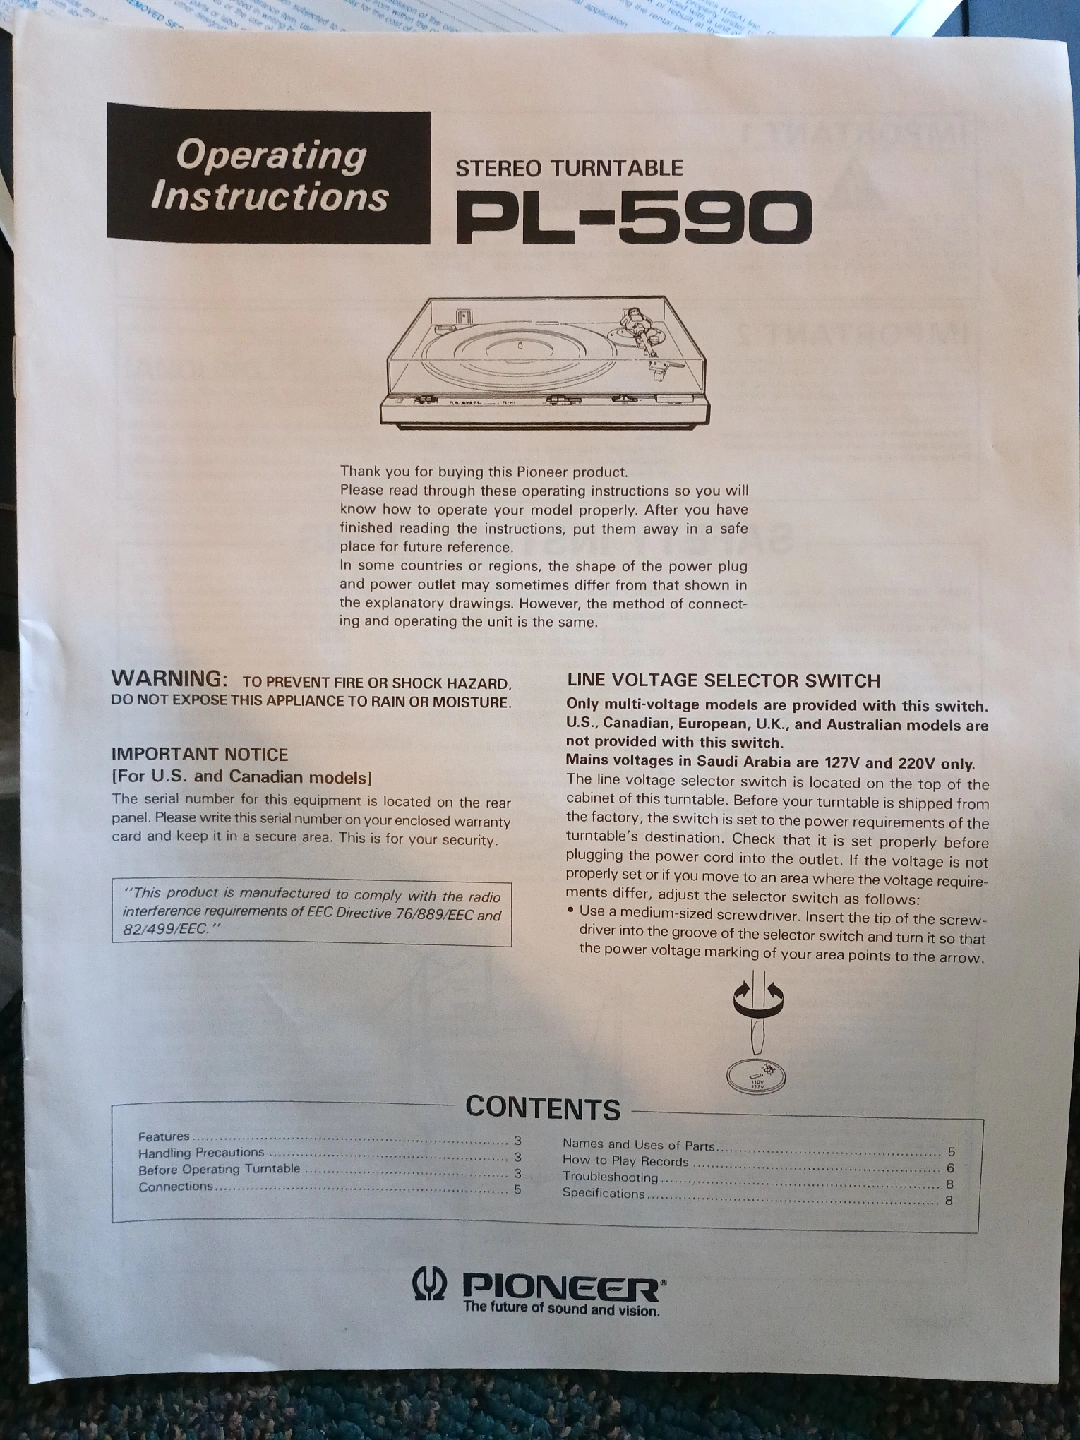 Operating
Instructions
STEREO TURNTABLE
PL-590
Thank you for buying this Pioneer product.
Please read through these operating instructions so you will
know how to operate your model properly. After you have
finished reading the instructions, put them away in a safe
place for future reference.
In some countries or regions, the shape of the power plug
and power outlet may sometimes differ from that shown in
the explanatory drawings. However, the method of connect-
ing and operating the unit is the same.
WARNING: TO PREVENT FIRE OR SHOCK HAZARD,
DO NOT EXPOSE THIS APPLIANCE TO RAIN OR MOISTURE.
IMPORTANT NOTICE
[For U.S. and Canadian models]
The serial number for this equipment is located on the rear
panel. Please write this serial number on your enclosed warranty
card and keep it in a secure area. This is for your security.
"This product is manufactured to comply with the radio
interference requirements of EEC Directive 76/889/EEC and
82/499/EEC."
LINE VOLTAGE SELECTOR SWITCH
Only multi-voltage models are provided with this switch.
U.S., Canadian, European, U.K., and Australian models are
not provided with this switch.
Mains voltages in Saudi Arabia are 127V and 220V only.
The line voltage selector switch is located on the top of the
cabinet of this turntable. Before your turntable is shipped from
the factory, the switch is set to the power requirements of the
turntable's destination. Check that it is set properly before
plugging the power cord into the outlet. If the voltage is not
properly set or if you move to an area where the voltage require-
ments differ, adjust the selector switch as follows:
• Use a medium-sized screwdriver. Insert the tip of the screw-
driver into the groove of the selector switch and turn it so that
the power voltage marking of your area points to the arrow.
CONTENTS
Features ........ 3
Handling Precautions ........ 3
Before Operating Turntable ........ 3
Connections ........ 5
Names and Uses of Parts ........ 5
How to Play Records ........ 6
Troubleshooting ........ 8
Specifications ........ 8
PIONEER®
The future of sound and vision.